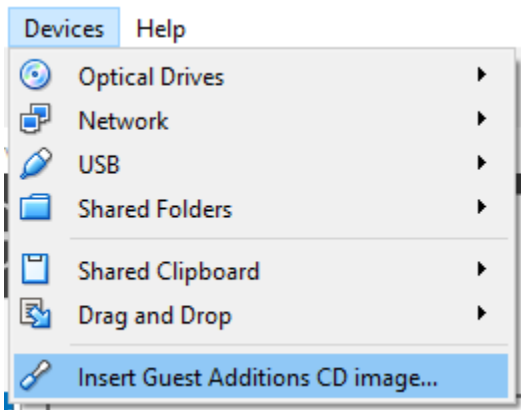 Devices Help
Optical Drives
Network
USB
Shared Folders
Shared Clipboard
Drag and Drop
Insert Guest Additions CD image...